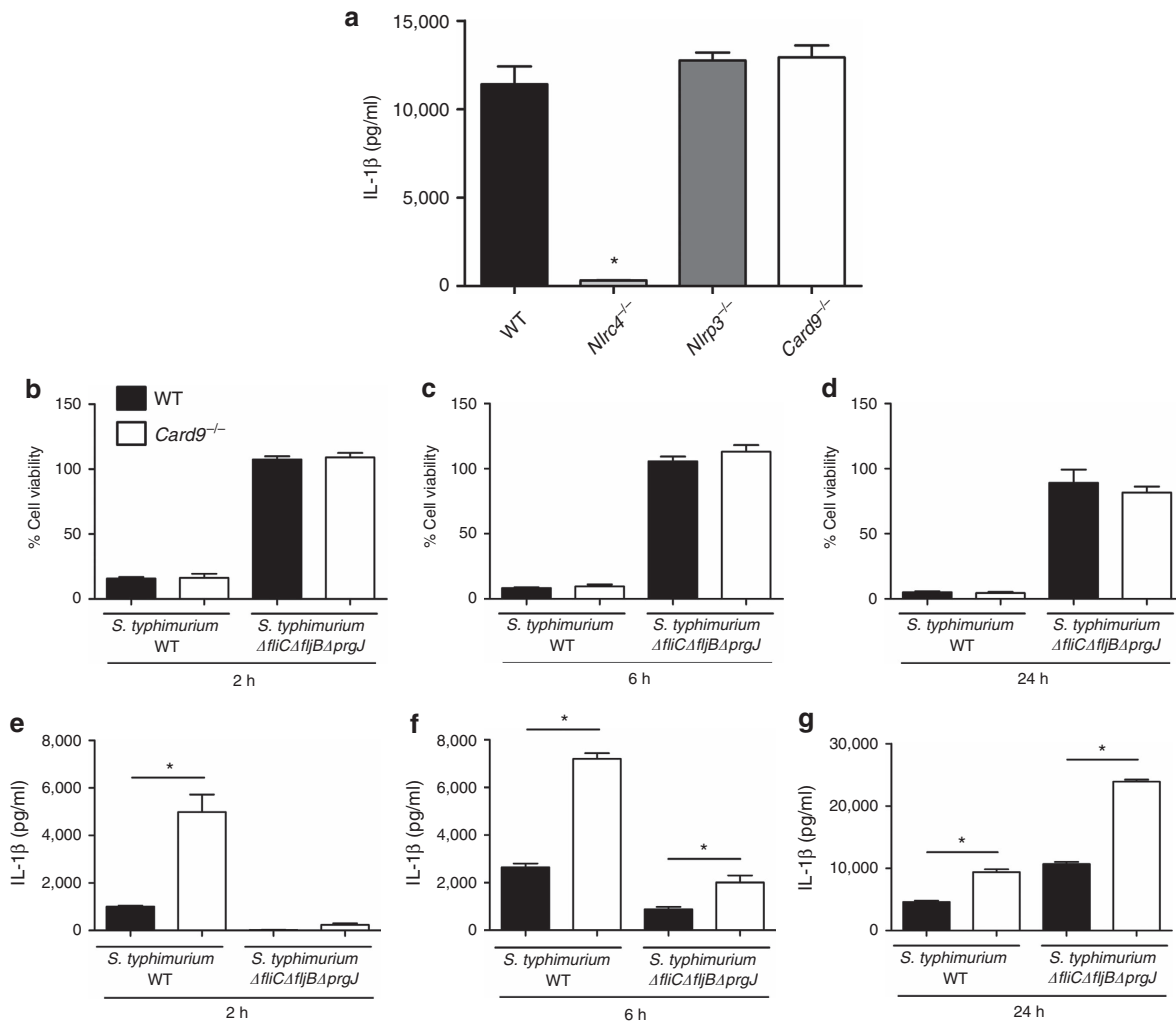 a
15,000
10,000
5,000
0
IL-1β (pg/ml)
*
WT
Nlrc4–/–
Nlrp3–/–
Card9–/–
b
WT
Card9–/–
150
100
50
0
% Cell viability
S. typhimurium
WT
S. typhimurium
ΔfliCΔfljBΔprgJ
2 h
c
150
100
50
0
% Cell viability
S. typhimurium
WT
S. typhimurium
ΔfliCΔfljBΔprgJ
6 h
d
150
100
50
0
% Cell viability
S. typhimurium
WT
S. typhimurium
ΔfliCΔfljBΔprgJ
24 h
e
8,000
6,000
4,000
2,000
0
IL-1β (pg/ml)
*
S. typhimurium
WT
S. typhimurium
ΔfliCΔfljBΔprgJ
2 h
f
8,000
6,000
4,000
2,000
0
IL-1β (pg/ml)
*
*
S. typhimurium
WT
S. typhimurium
ΔfliCΔfljBΔprgJ
6 h
g
30,000
20,000
10,000
0
IL-1β (pg/ml)
*
*
S. typhimurium
WT
S. typhimurium
ΔfliCΔfljBΔprgJ
24 h